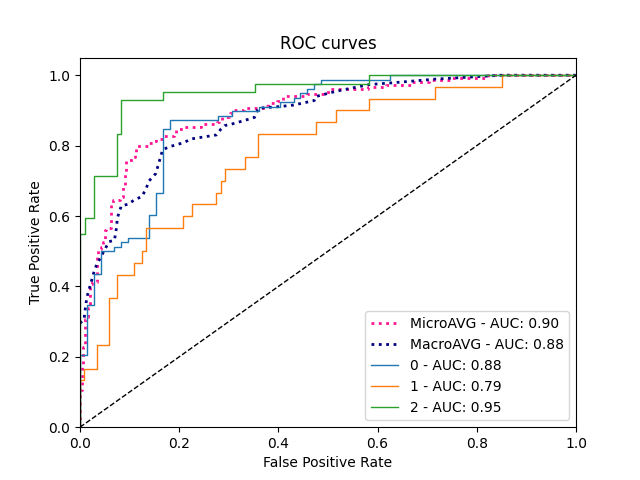 ROC curves
True Positive Rate
1.0
0.8
0.6
0.4
0.2
0.0
0.0 0.2 0.4 0.6 0.8 1.0
False Positive Rate
MicroAVG - AUC: 0.90
MacroAVG - AUC: 0.88
0 - AUC: 0.88
1 - AUC: 0.79
2 - AUC: 0.95